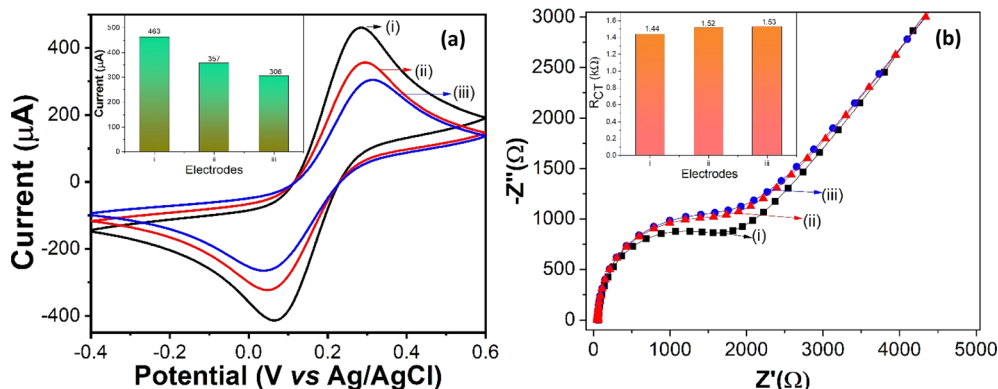 (a)
Current (μA)
400
200
0
-200
-400
-0.4
-0.2
0.0
0.2
0.4
0.6
Potential (V vs Ag/AgCl)
(i)
(ii)
(iii)
Current (μA)
500
400
300
200
100
0
463
357
306
i
ii
iii
Electrodes
(b)
-Z"(Ω)
3000
2500
2000
1500
1000
500
0
0
1000
2000
3000
4000
5000
Z'(Ω)
(iii)
(ii)
(i)
R_CT (kΩ)
1.6
1.4
1.2
1.0
0.8
0.6
0.4
0.2
0.0
1.44
1.52
1.53
i
ii
iii
Electrodes